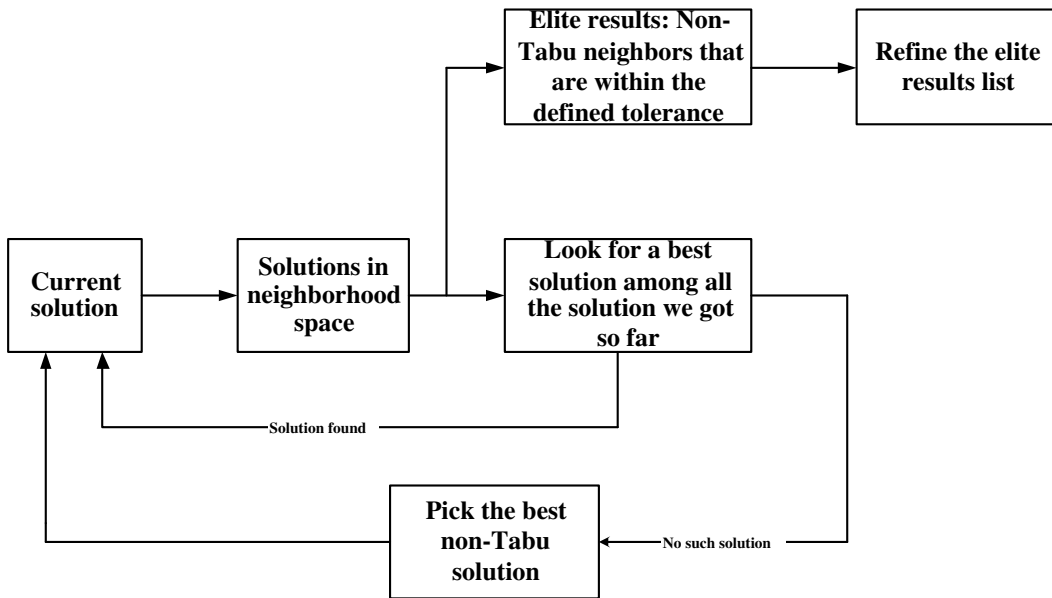 Elite results: Non-
Tabu neighbors that
are within the
defined tolerance
Refine the elite
results list
Current
solution
Solutions in
neighborhood
space
Look for a best
solution among all
the solution we got
so far
Solution found
Pick the best
non-Tabu
solution
No such solution